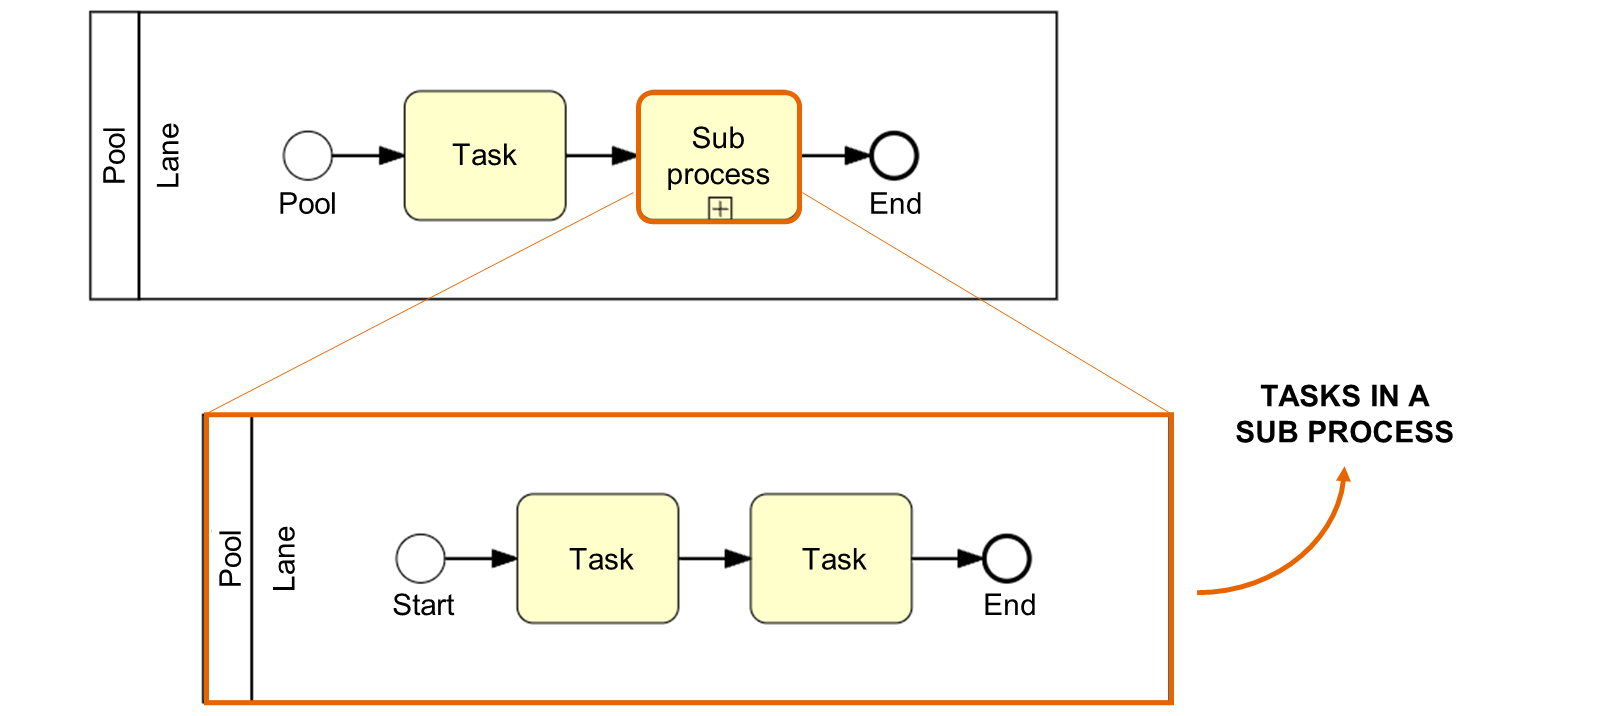 Pool
Lane
Pool
Task
Sub
process
End
TASKS IN A
SUB PROCESS
Pool
Lane
Start
Task
Task
End